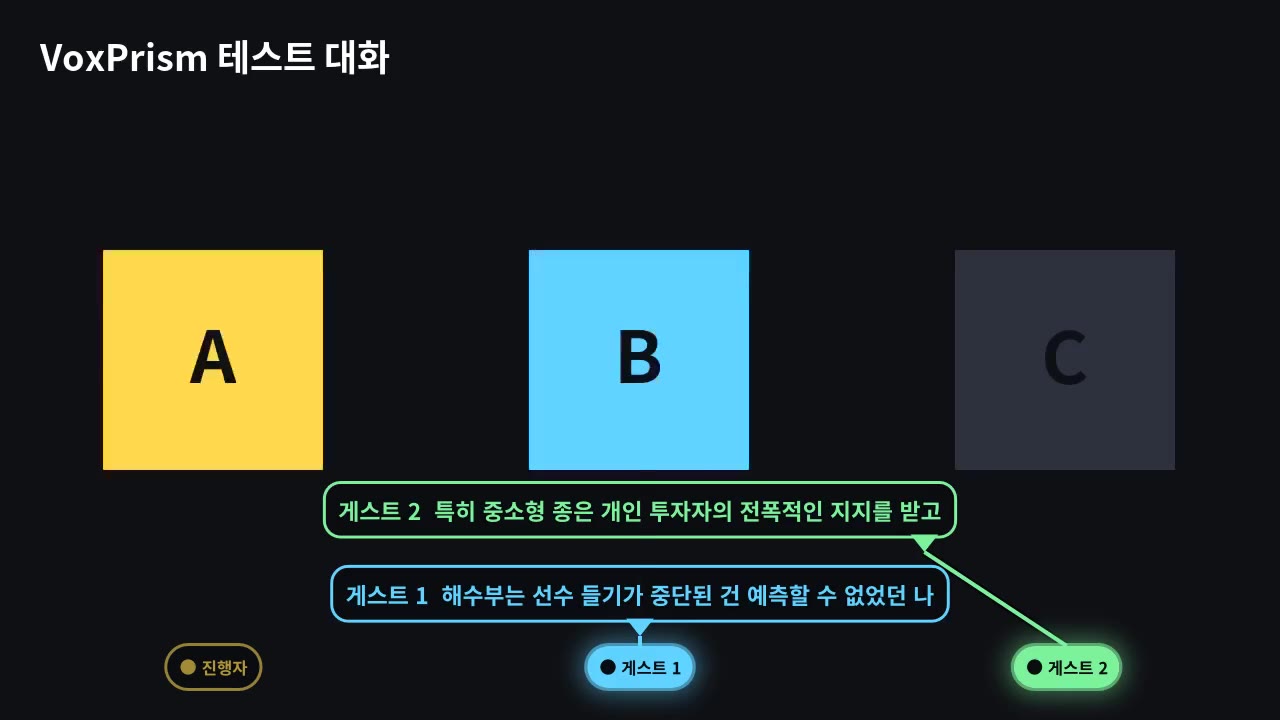 VoxPrism 테스트 대화
A
B
C
게스트 2 특히 중소형 종은 개인 투자자의 전폭적인 지지를 받고
게스트 1 해수부는 선수 들기가 중단된 건 예측할 수 없었던 나
진행자
게스트 1
게스트 2